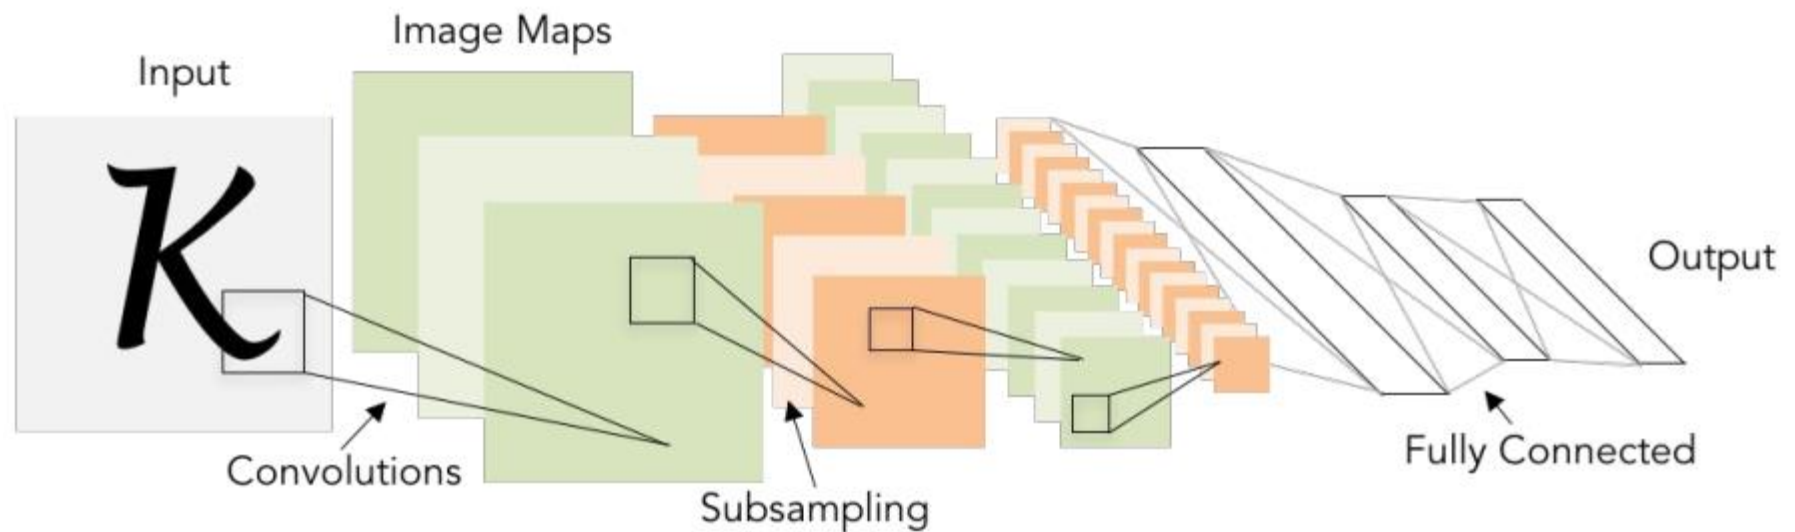 Image Maps
Input
K
Output
Convolutions
Fully Connected
Subsampling